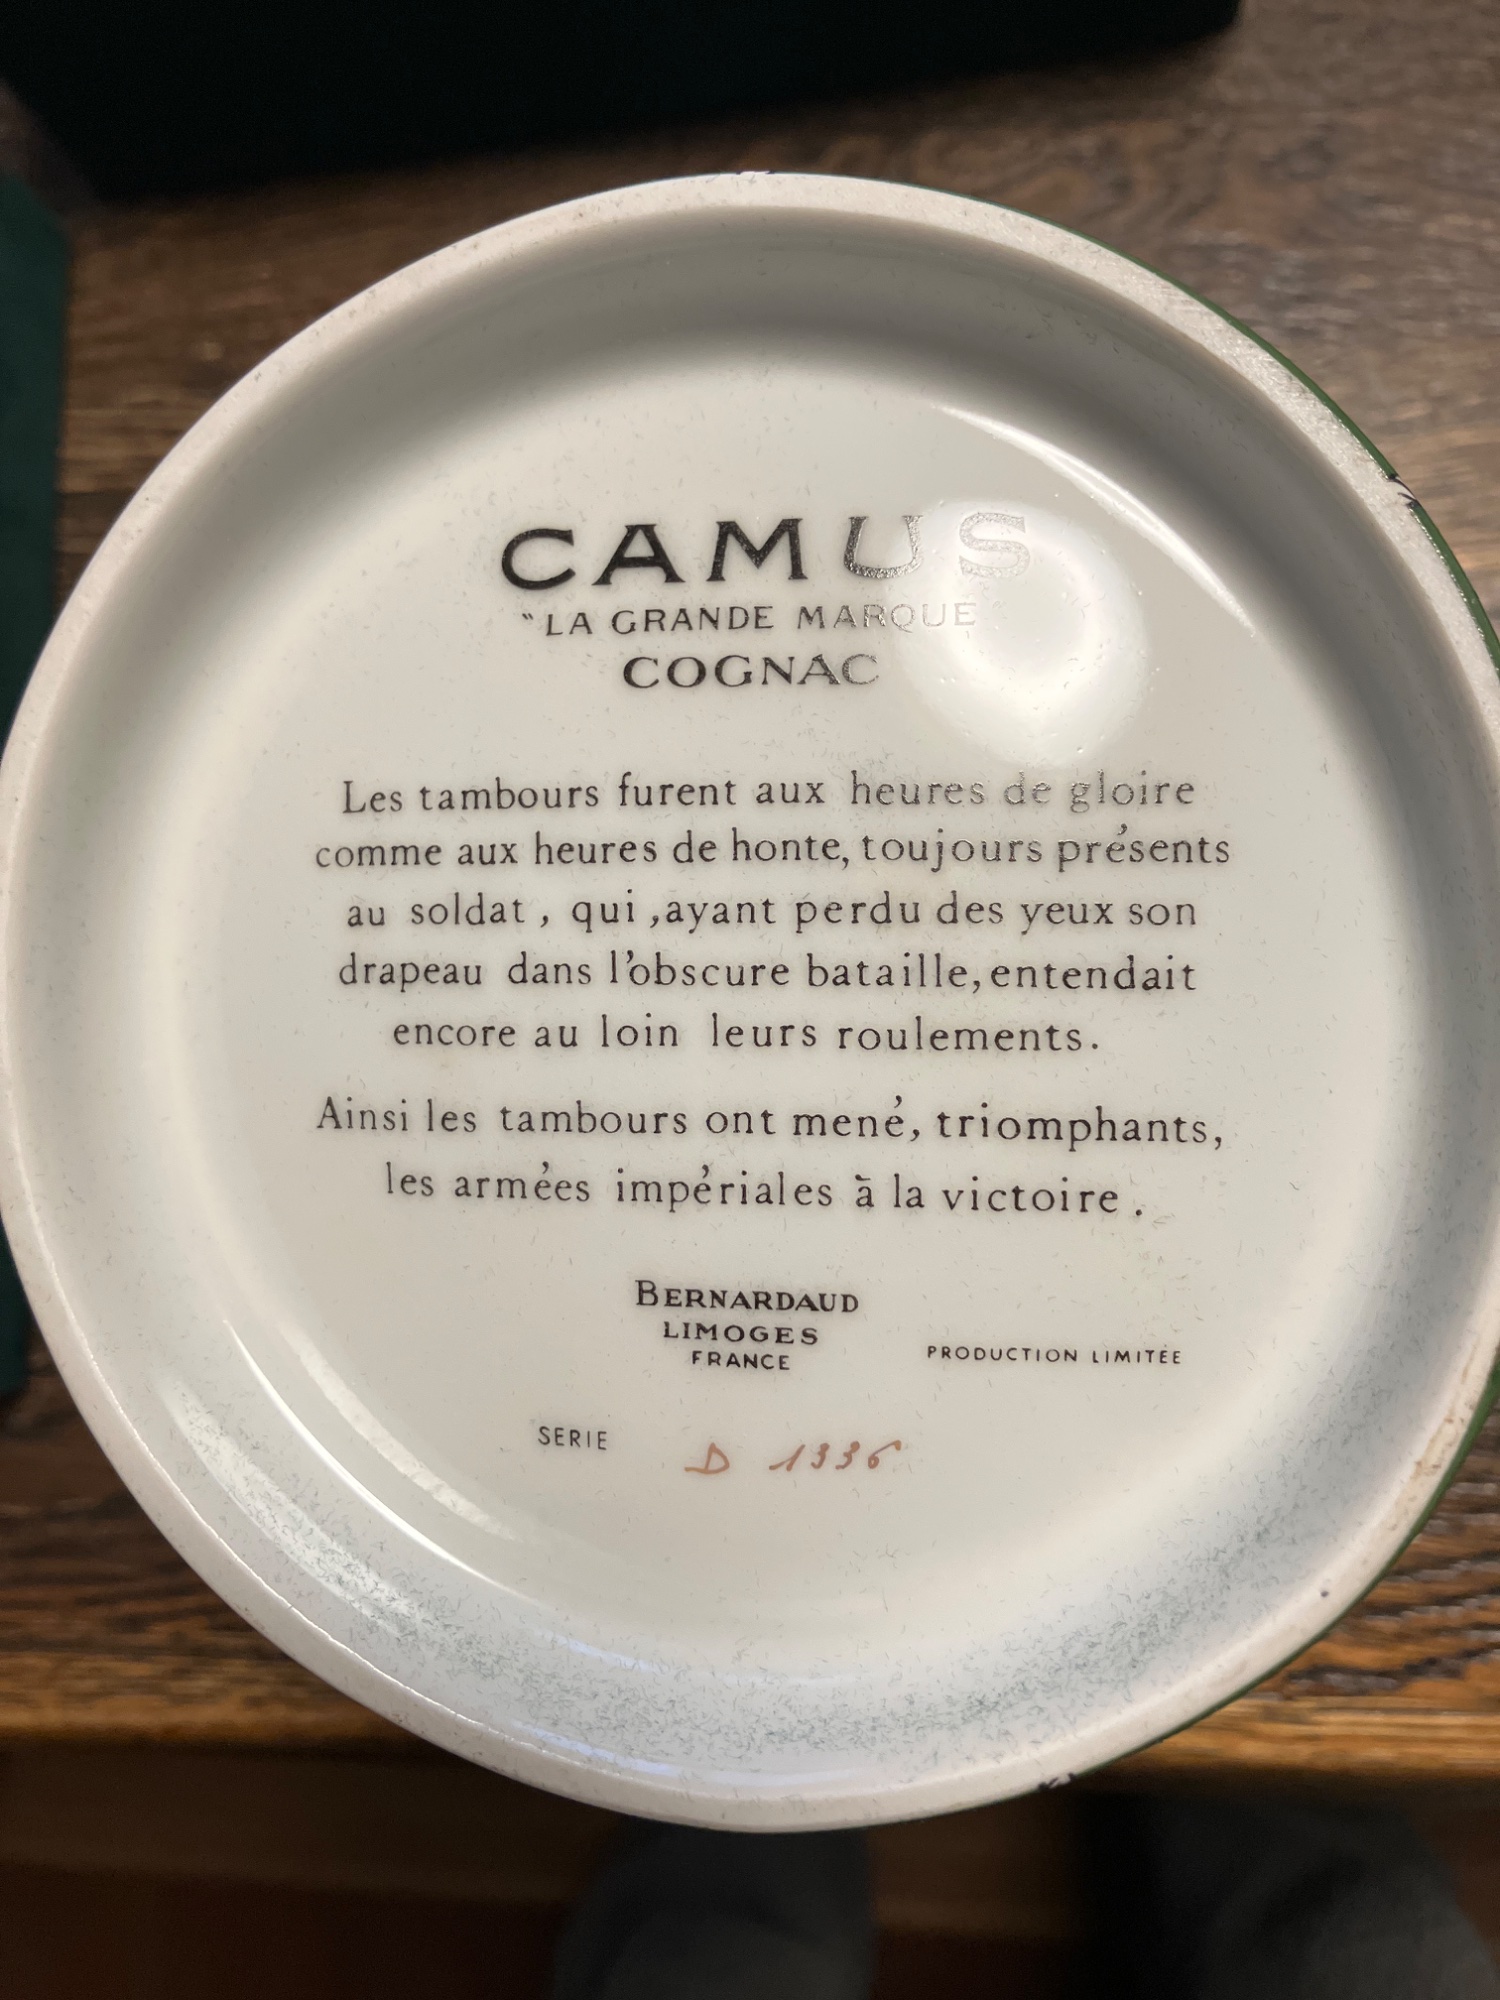 CAMUS
"LA GRANDE MARQUE
COGNAC
Les tambours furent aux heures de gloire
comme aux heures de honte, toujours présents
au soldat, qui ,ayant perdu des yeux son
drapeau dans l'obscure bataille, entendait
encore au loin leurs roulements.
Ainsi les tambours ont mené, triomphants,
les armées impériales à la victoire.
BERNARDAUD
LIMOGES
FRANCE
PRODUCTION LIMITÉE
SERIE D 1336